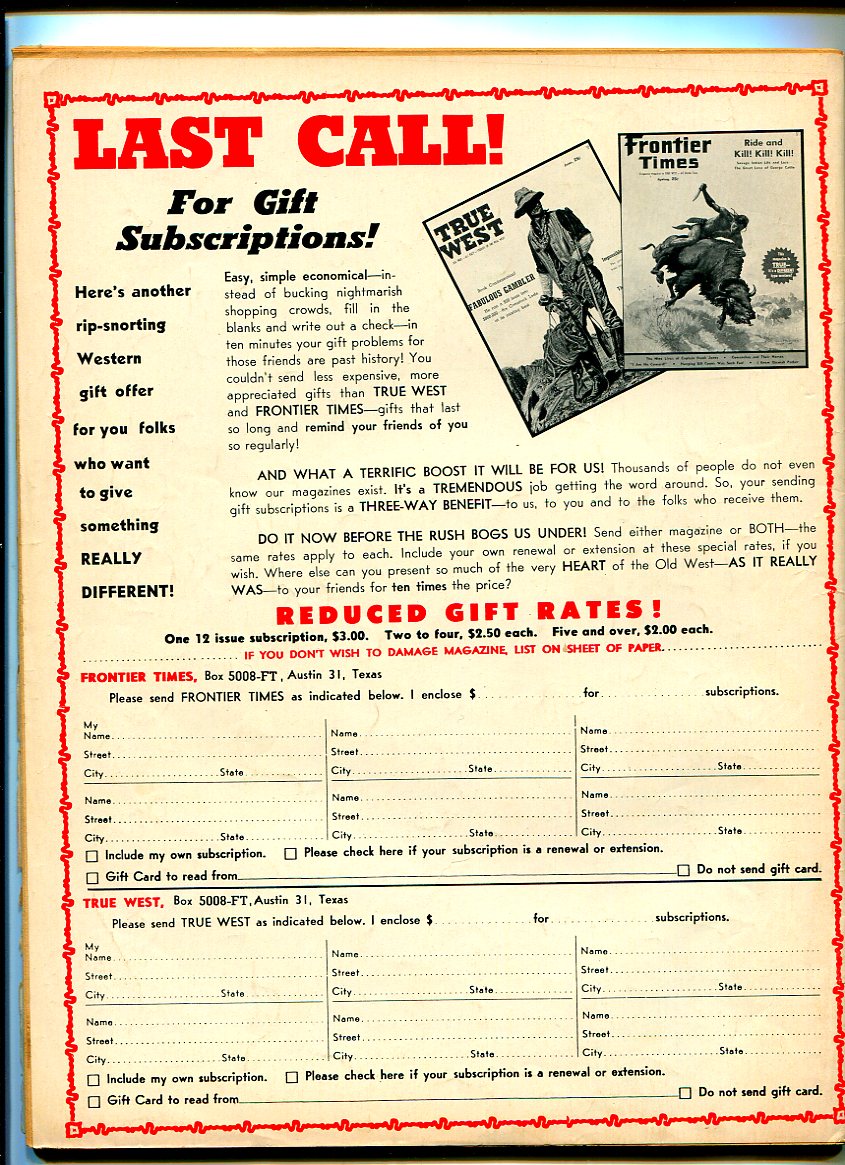 LAST CALL!
For Gift
Subscriptions!
Here's another
rip-snorting
Western
gift offer
for you folks
who want
to give
something
REALLY
DIFFERENT!
Easy, simple economical—in-
stead of bucking nightmarish
shopping crowds, fill in the
blanks and write out a check—in
ten minutes your gift problems for
those friends are past history! You
couldn't send less expensive, more
appreciated gifts than TRUE WEST
and FRONTIER TIMES—gifts that last
so long and remind your friends of you
so regularly!
TRUE
WEST
FABULOUS GAMBLER
Frontier
Times
Ride and
Kill! Kill! Kill!
AND WHAT A TERRIFIC BOOST IT WILL BE FOR US! Thousands of people do not even
know our magazines exist. It's a TREMENDOUS job getting the word around. So, your sending
gift subscriptions is a THREE-WAY BENEFIT—to us, to you and to the folks who receive them.
DO IT NOW BEFORE THE RUSH BOGS US UNDER! Send either magazine or BOTH—the
same rates apply to each. Include your own renewal or extension at these special rates, if you
wish. Where else can you present so much of the very HEART of the Old West—AS IT REALLY
WAS—to your friends for ten times the price?
REDUCED GIFT RATES!
One 12 issue subscription, $3.00. Two to four, $2.50 each. Five and over, $2.00 each.
IF YOU DON'T WISH TO DAMAGE MAGAZINE, LIST ON SHEET OF PAPER
FRONTIER TIMES, Box 5008-FT, Austin 31, Texas
Please send FRONTIER TIMES as indicated below. I enclose $ for subscriptions.
My
Name Name Name
Street Street Street
City State City State City State
Name Name Name
Street Street Street
City State City State City State
Include my own subscription. Please check here if your subscription is a renewal or extension.
Gift Card to read from Do not send gift card.
TRUE WEST, Box 5008-FT, Austin 31, Texas
Please send TRUE WEST as indicated below. I enclose $ for subscriptions.
My
Name Name Name
Street Street Street
City State City State City State
Name Name Name
Street Street Street
City State City State City State
Include my own subscription. Please check here if your subscription is a renewal or extension.
Gift Card to read from Do not send gift card.